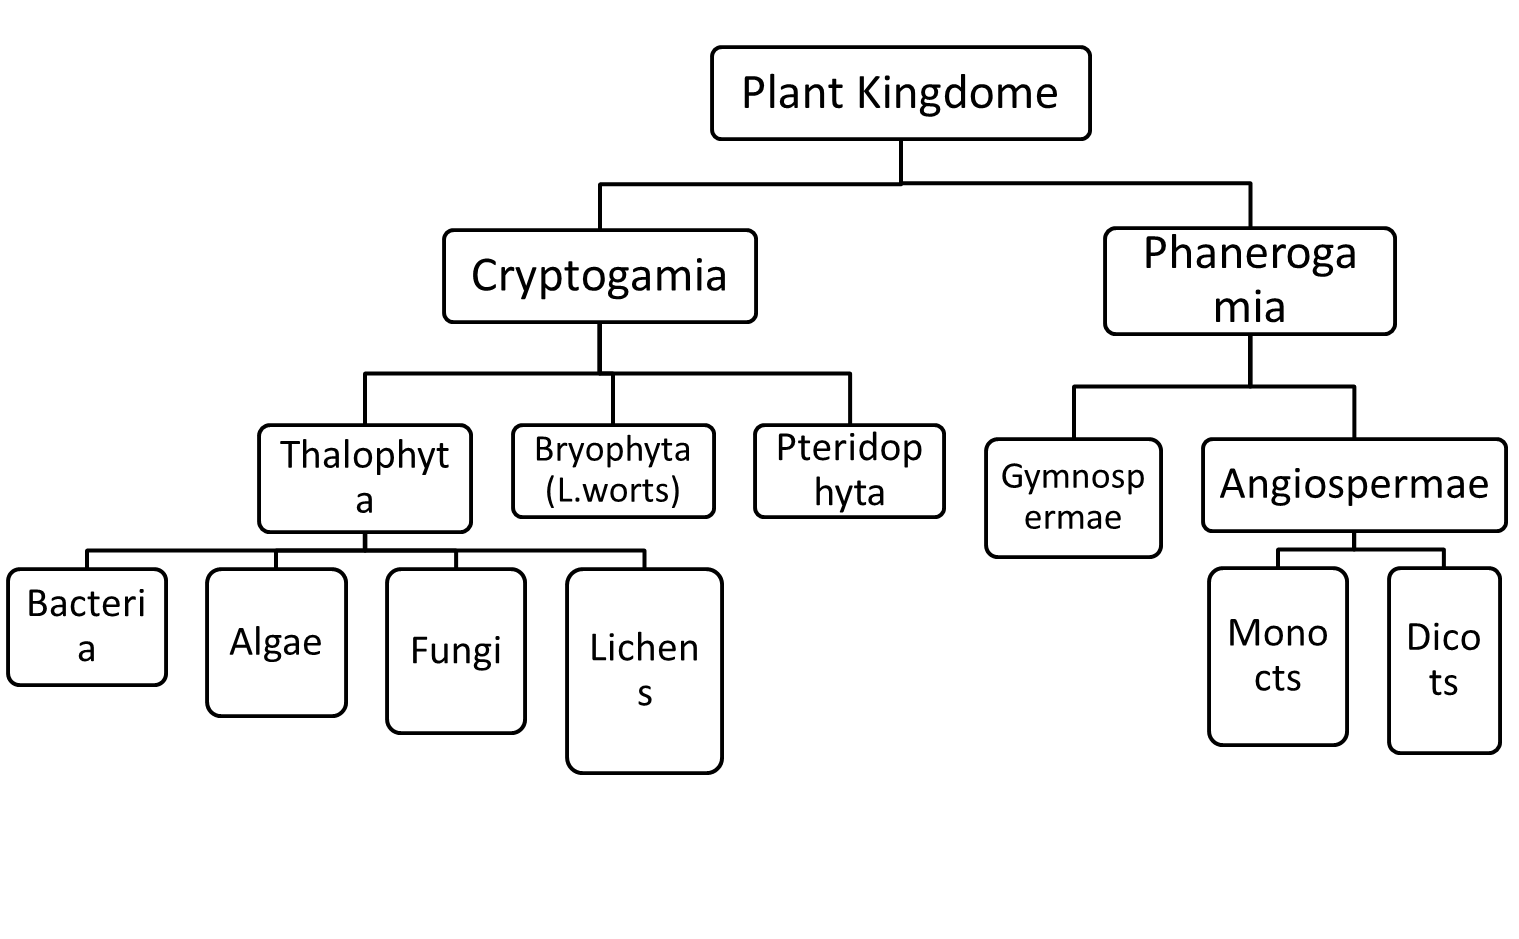 Plant Kingdome
Cryptogamia
Phaneroga
mia
Thalophyt
a
Bryophyta
(L.worts)
Pteridop
hyta
Gymnosp
ermae
Angiospermae
Bacteri
a
Algae
Fungi
Lichen
s
Mono
cts
Dico
ts